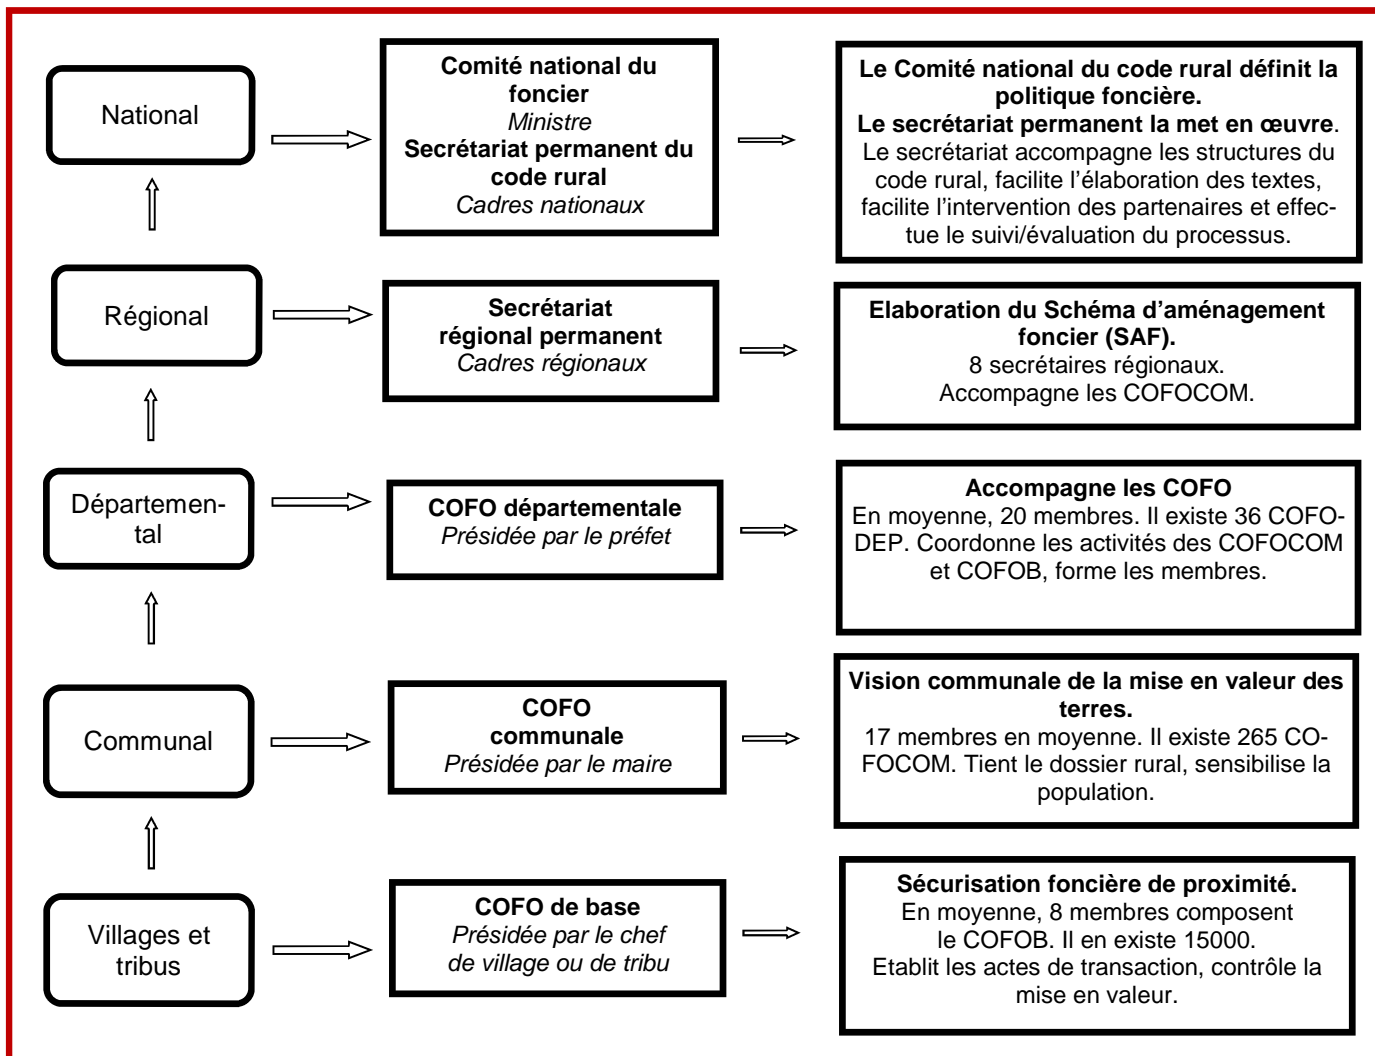 National
Comité national du
foncier
Ministre
Secrétariat permanent du
code rural
Cadres nationaux
Le Comité national du code rural définit la
politique foncière.
Le secrétariat permanent la met en œuvre.
Le secrétariat accompagne les structures du
code rural, facilite l’élaboration des textes,
facilite l’intervention des partenaires et effec-
tue le suivi/évaluation du processus.
Régional
Secrétariat
régional permanent
Cadres régionaux
Elaboration du Schéma d’aménagement
foncier (SAF).
8 secrétaires régionaux.
Accompagne les COFOCOM.
Départemen-
tal
COFO départementale
Présidée par le préfet
Accompagne les COFO
En moyenne, 20 membres. Il existe 36 COFO-
DEP. Coordonne les activités des COFOCOM
et COFOB, forme les membres.
Communal
COFO
communale
Présidée par le maire
Vision communale de la mise en valeur des
terres.
17 membres en moyenne. Il existe 265 CO-
FOCOM. Tient le dossier rural, sensibilise la
population.
Villages et
tribus
COFO de base
Présidée par le chef
de village ou de tribu
Sécurisation foncière de proximité.
En moyenne, 8 membres composent
le COFOB. Il en existe 15000.
Etablit les actes de transaction, contrôle la
mise en valeur.